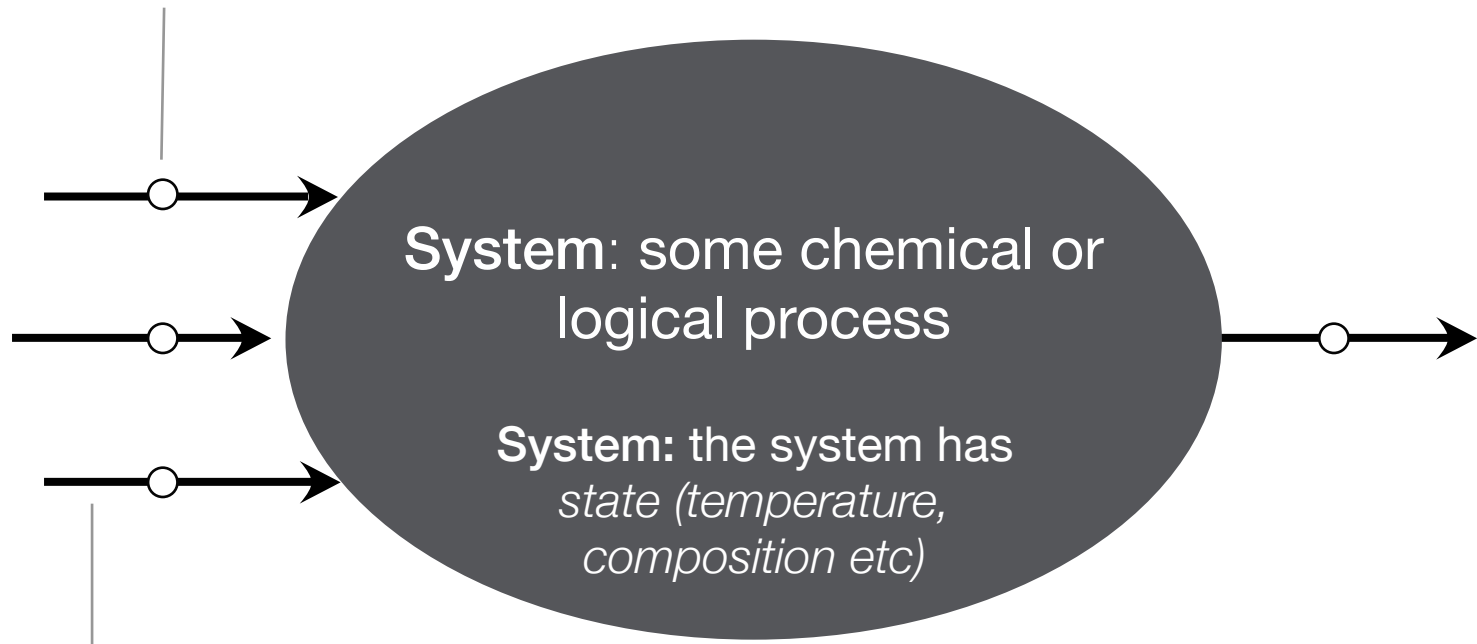 System: some chemical or
logical process
System: the system has
state (temperature,
composition etc)